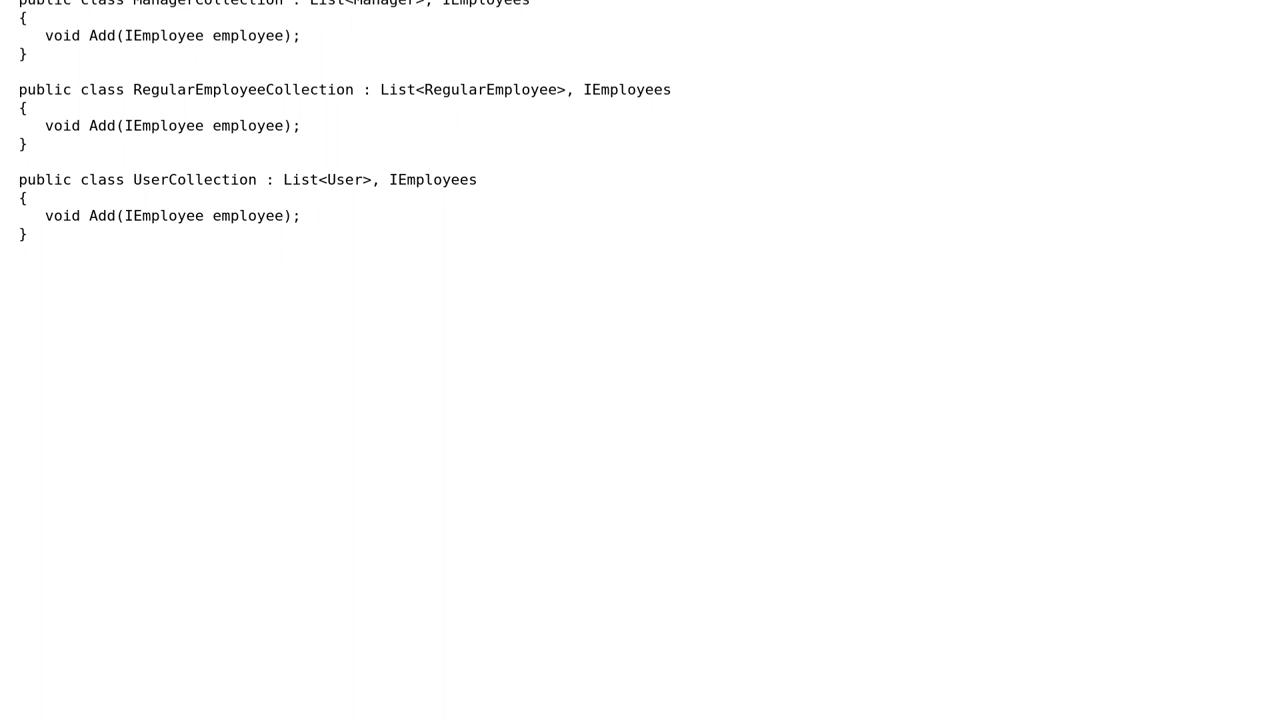 public class ManagerCollection : List<Manager>, IEmployees
{
   void Add(IEmployee employee);
}

public class RegularEmployeeCollection : List<RegularEmployee>, IEmployees
{
   void Add(IEmployee employee);
}

public class UserCollection : List<User>, IEmployees
{
   void Add(IEmployee employee);
}